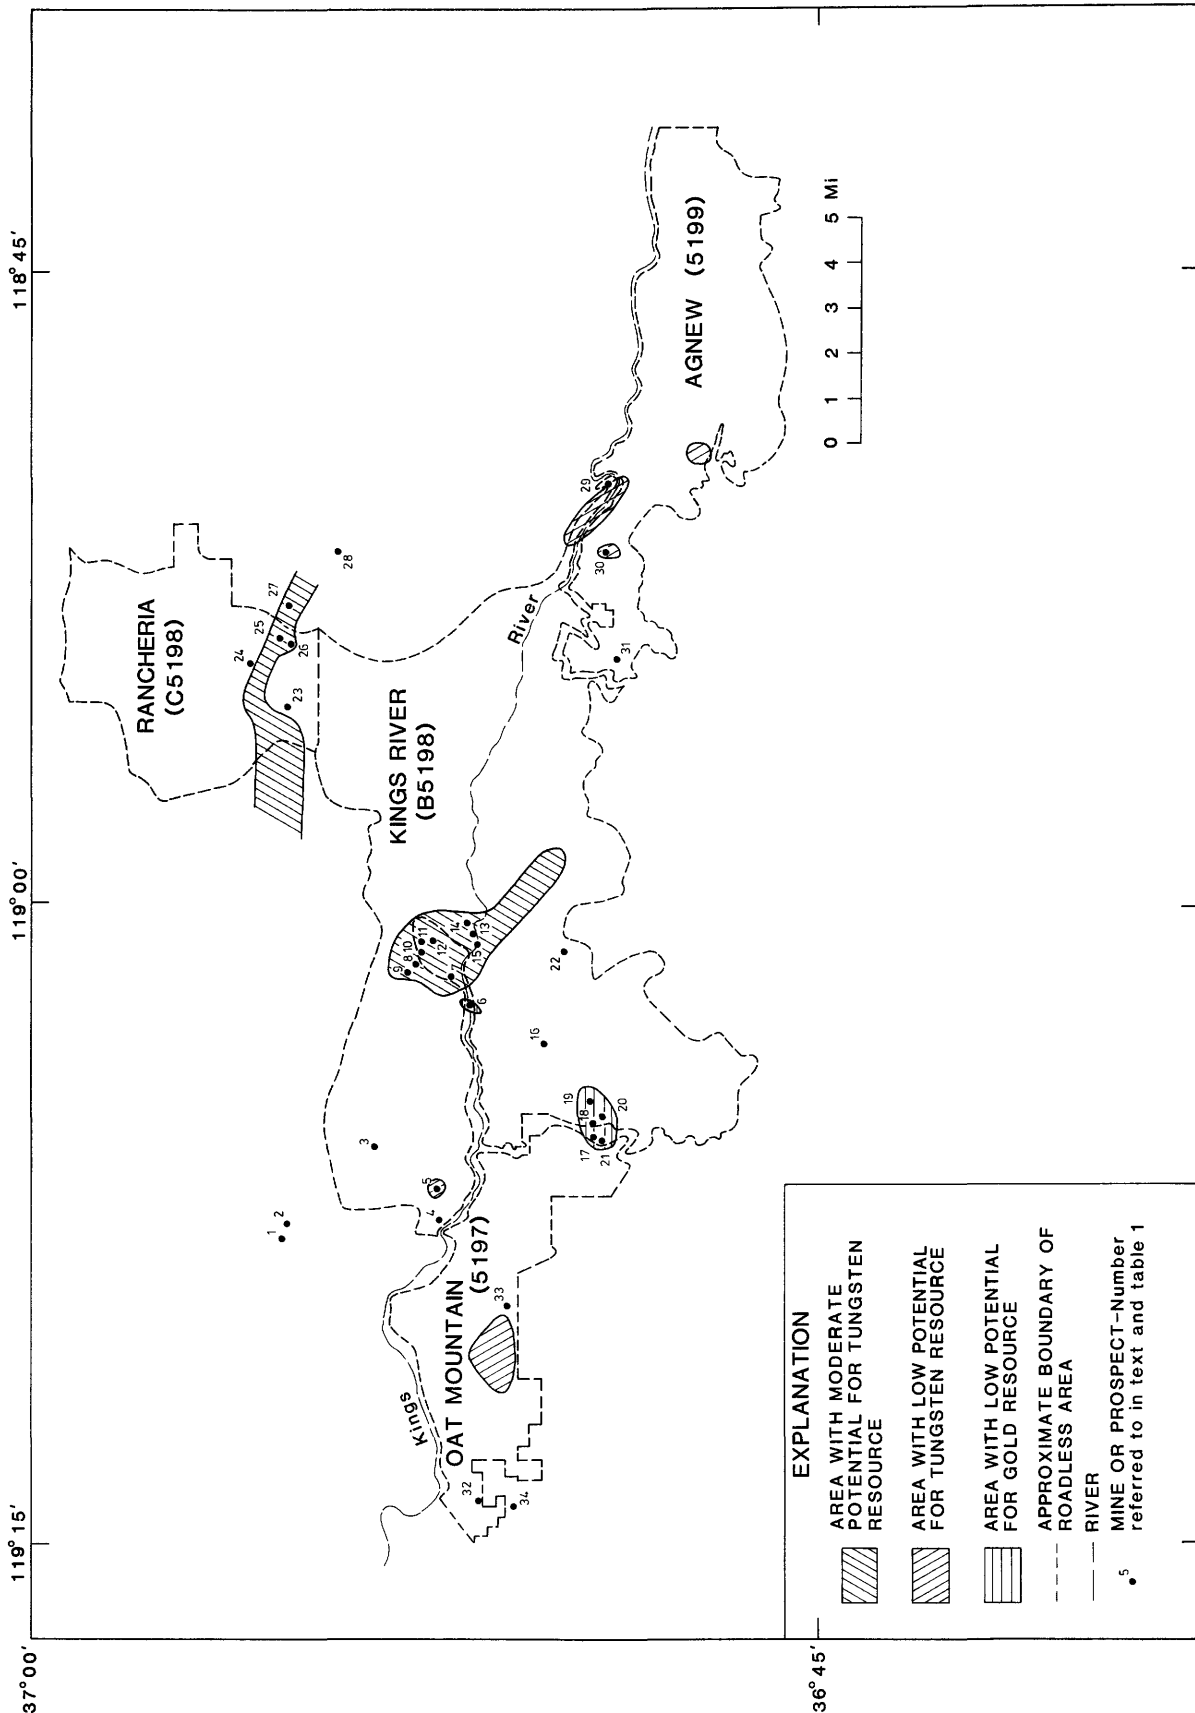 119°15′
119°00′
118°45′
37°00′
36°45′
RANCHERIA
(C5198)
KINGS RIVER
(B5198)
AGNEW (5199)
OAT MOUNTAIN
(5197)
Kings
River
1
2
3
4
5
6
7
8
9
10
11
12
13
14
15
16
17
18
19
20
21
22
23
24
25
26
27
28
29
30
31
32
33
34
0 1 2 3 4 5 Mi
EXPLANATION
AREA WITH MODERATE
POTENTIAL FOR TUNGSTEN
RESOURCE
AREA WITH LOW POTENTIAL
FOR TUNGSTEN RESOURCE
AREA WITH LOW POTENTIAL
FOR GOLD RESOURCE
APPROXIMATE BOUNDARY OF
ROADLESS AREA
RIVER
5 MINE OR PROSPECT-Number
referred to in text and table 1